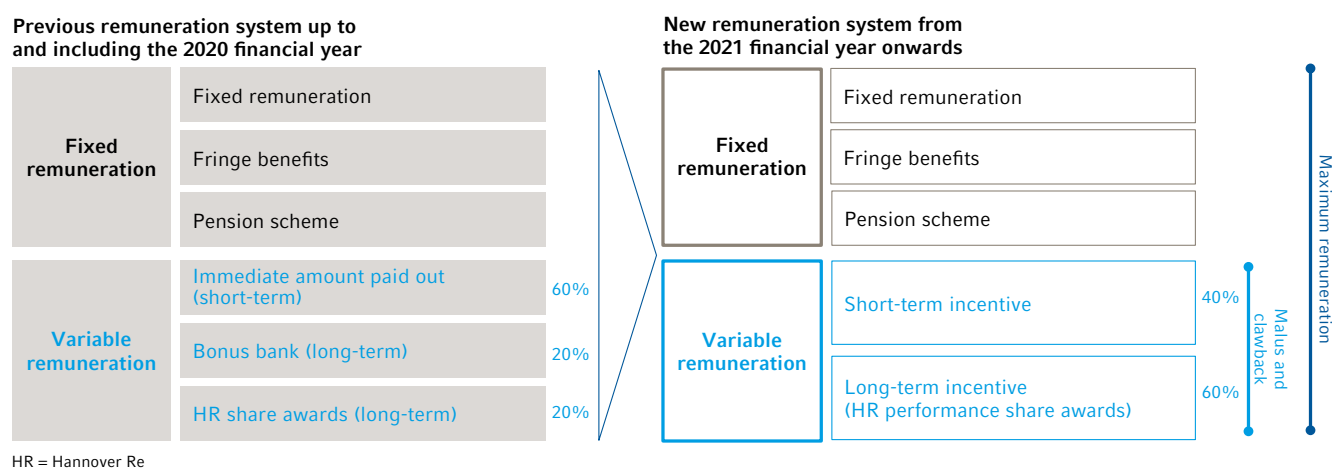 Previous remuneration system up to
and including the 2020 financial year
Fixed
remuneration
Fixed remuneration
Fringe benefits
Pension scheme
Variable
remuneration
Immediate amount paid out
(short-term)
60%
Bonus bank (long-term)
20%
HR share awards (long-term)
20%
New remuneration system from
the 2021 financial year onwards
Fixed
remuneration
Fixed remuneration
Fringe benefits
Pension scheme
Variable
remuneration
Short-term incentive
40%
Long-term incentive
(HR performance share awards)
60%
Malus and
clawback
Maximum remuneration
HR = Hannover Re